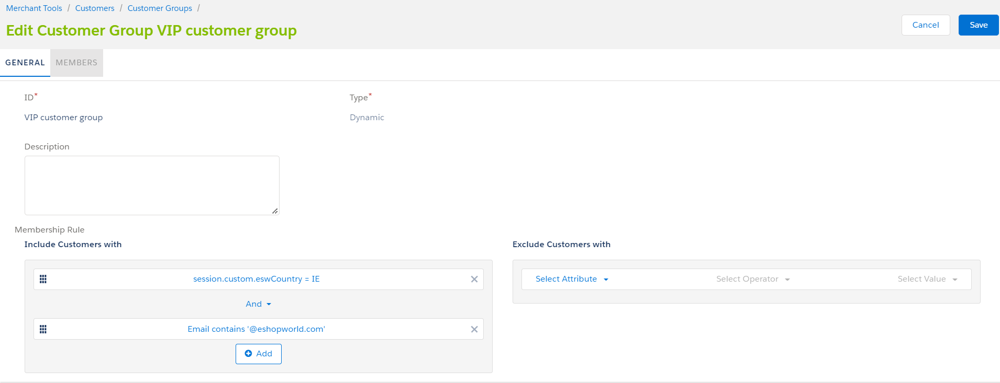 Merchant Tools / Customers / Customer Groups /
Edit Customer Group VIP customer group
Cancel
Save
GENERAL
MEMBERS
ID*
Type*
VIP customer group
Dynamic
Description
Membership Rule
Include Customers with
Exclude Customers with
session.custom.eswCountry = IE
Select Attribute
Select Operator
Select Value
And
Email contains '@eshopworld.com'
Add